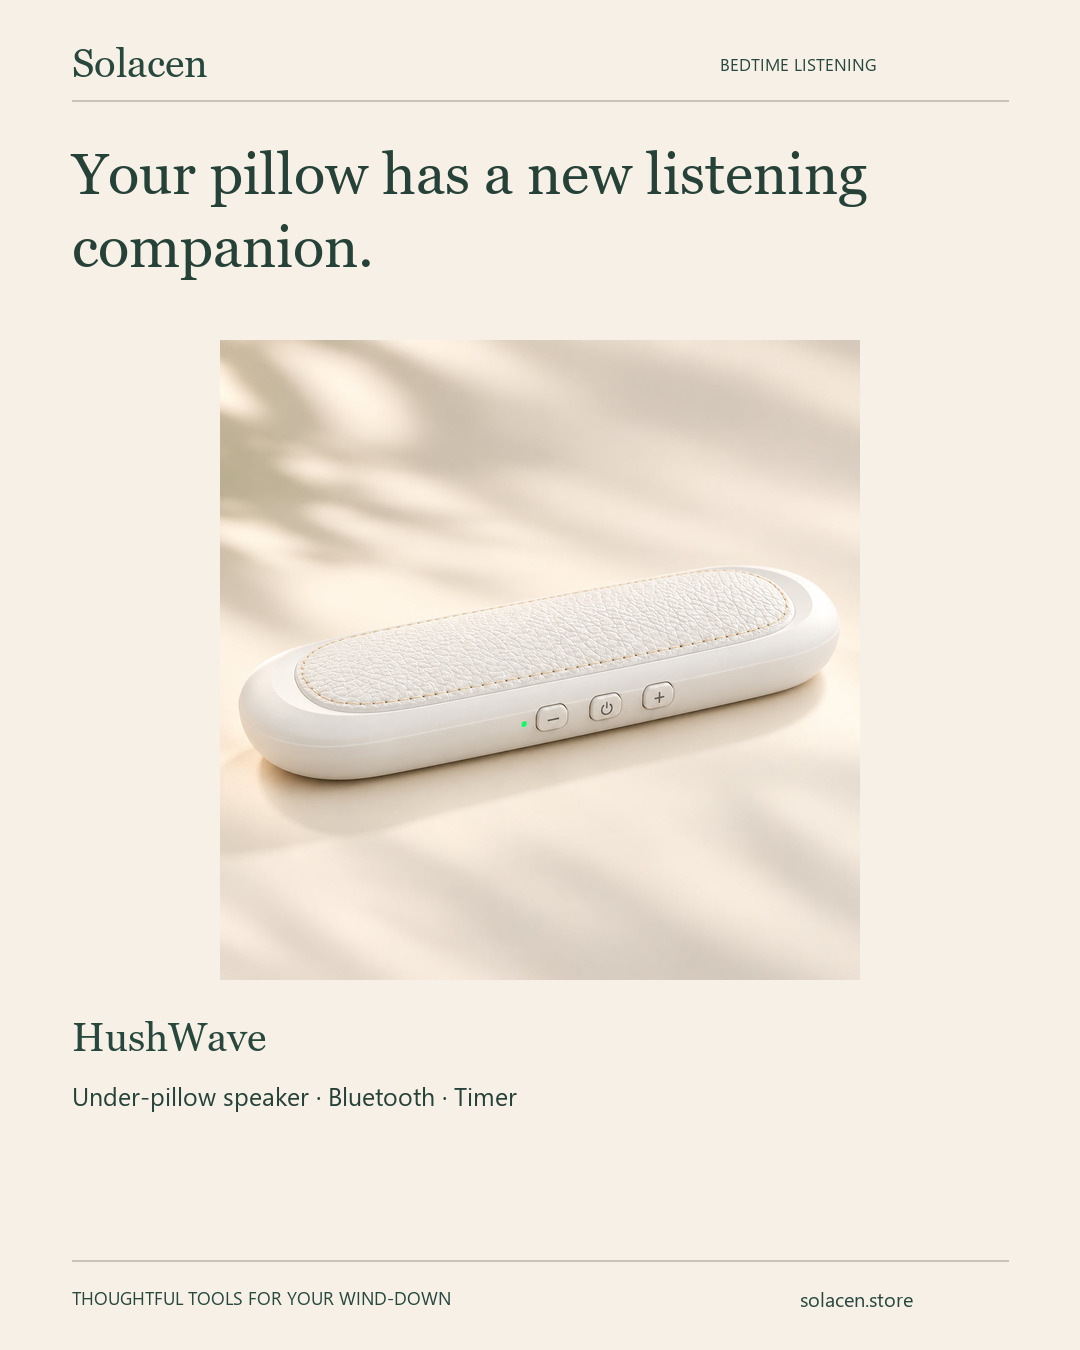 Solacen
BEDTIME LISTENING
Your pillow has a new listening
companion.
HushWave
Under-pillow speaker · Bluetooth · Timer
THOUGHTFUL TOOLS FOR YOUR WIND-DOWN
solacen.store